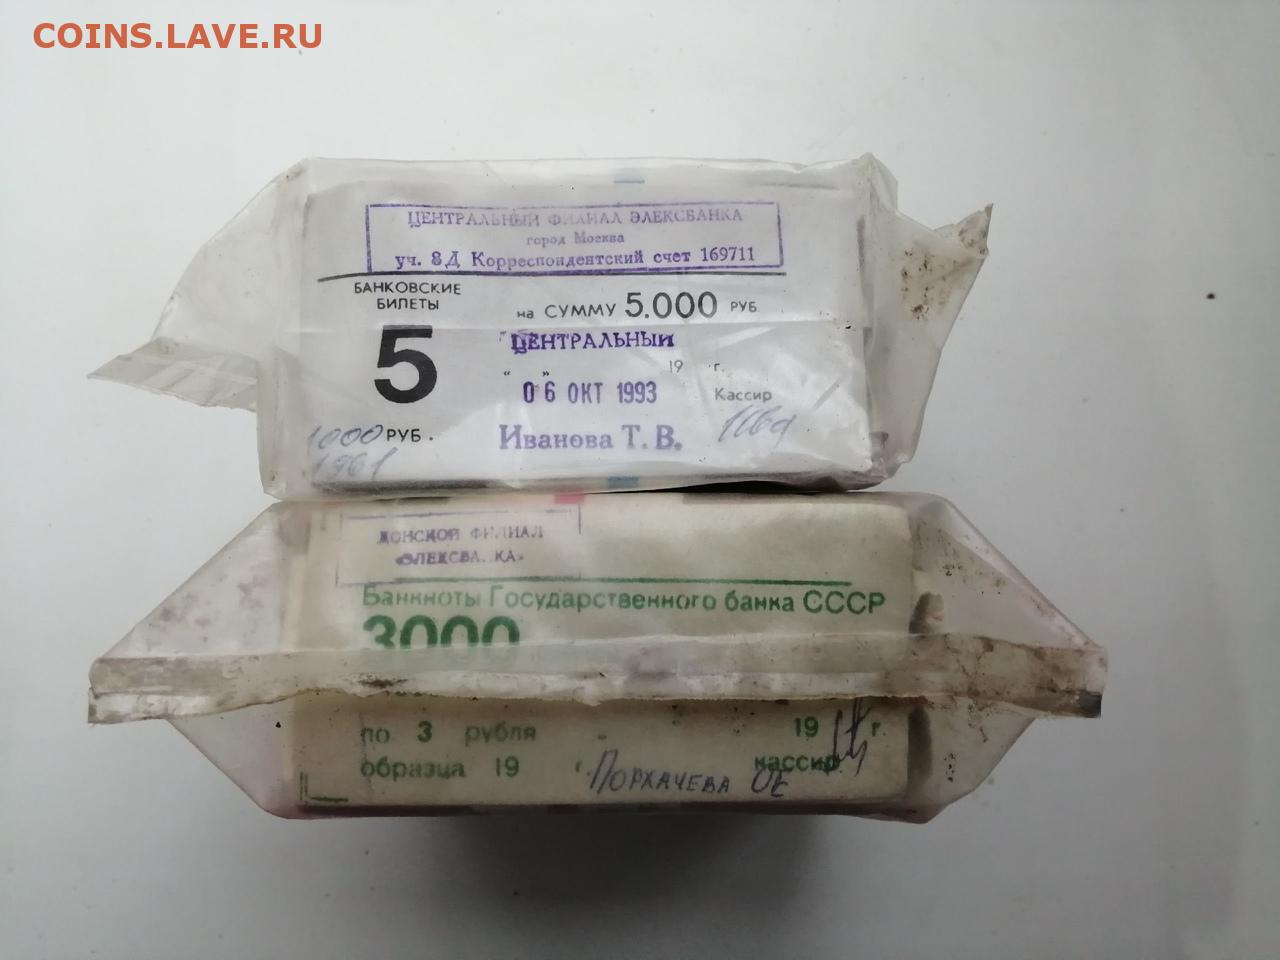 COINS.LAVE.RU
ЦЕНТРАЛЬНЫЙ ФИЛИАЛ ЭЛЕКСБАНКА
город Москва
уч. 8Д Корреспондентский счет 169711
БАНКОВСКИЕ
БИЛЕТЫ
на СУММУ 5.000 РУБ
5
ЦЕНТРАЛЬНЫЙ
" " 19 г.
06 ОКТ 1993
Кассир
1000 РУБ.
1961
Иванова Т. В.
ДОНСКОЙ ФИЛИАЛ
Банкноты Государственного банка СССР
3000
по 3 рубля " 19 г.
образца 19 г. кассир
Порхачева ОЕ